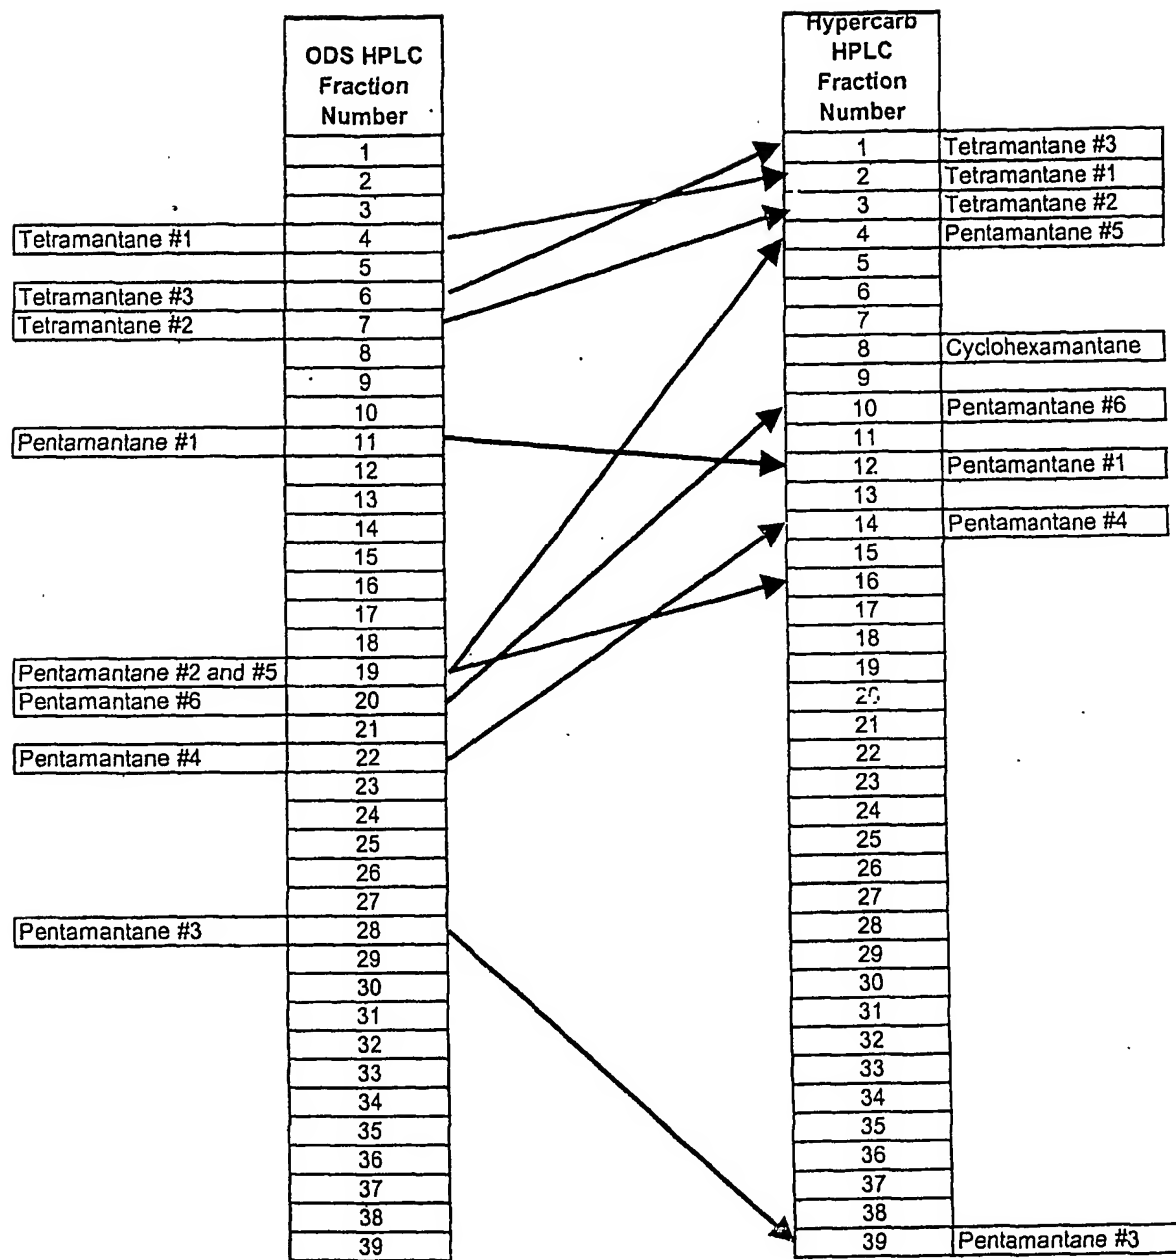 ODS HPLC
Fraction
Number
1
2
3
Tetramantane #1 4
5
Tetramantane #3 6
Tetramantane #2 7
8
9
10
Pentamantane #1 11
12
13
14
15
16
17
18
Pentamantane #2 and #5 19
Pentamantane #6 20
21
Pentamantane #4 22
23
24
25
26
27
Pentamantane #3 28
29
30
31
32
33
34
35
36
37
38
39
Hypercarb
HPLC
Fraction
Number
1 Tetramantane #3
2 Tetramantane #1
3 Tetramantane #2
4 Pentamantane #5
5
6
7
8 Cyclohexamantane
9
10 Pentamantane #6
11
12 Pentamantane #1
13
14 Pentamantane #4
15
16
17
18
19
20
21
22
23
24
25
26
27
28
29
30
31
32
33
34
35
36
37
38
39 Pentamantane #3